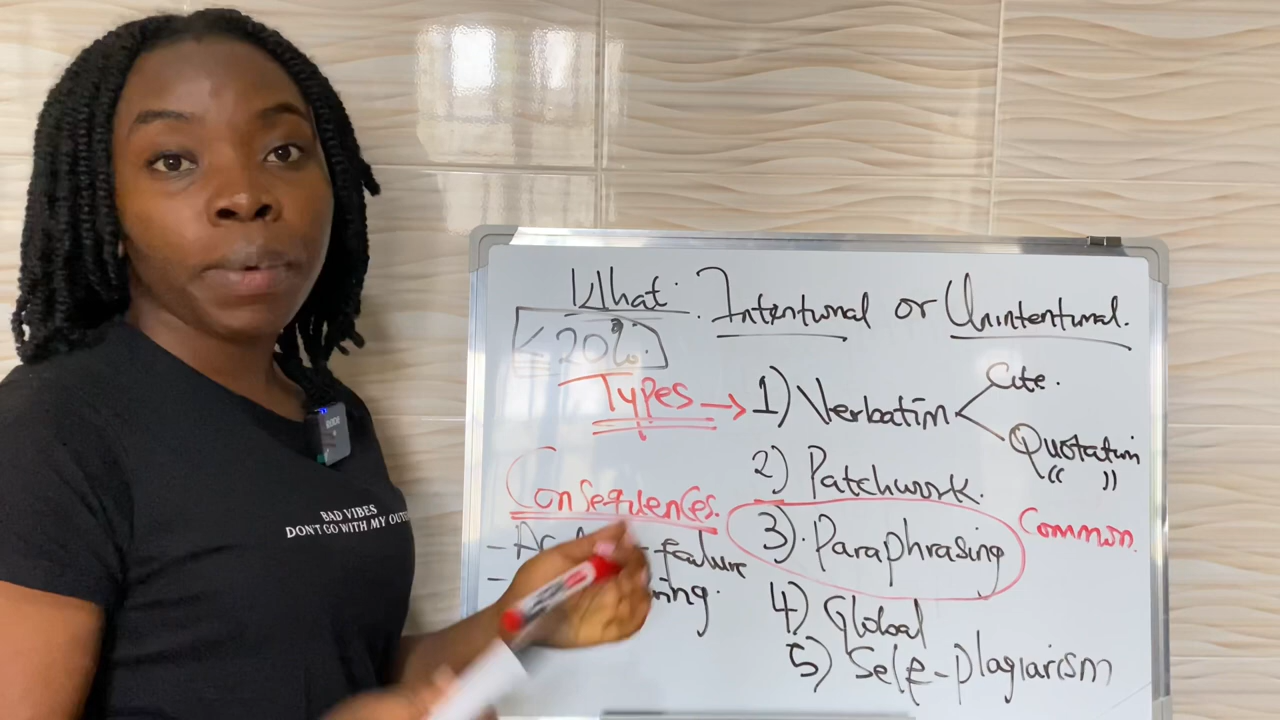 What: Intentional or Unintentional.
< 20%.
Types → 1) Verbatim
Cite.
Quotation
“ ”
2) Patchwork.
Consequences.
3). Paraphrasing
Common.
- failure
-
4) Global
5) Self-plagiarism
BAD VIBES
DON'T GO WITH MY